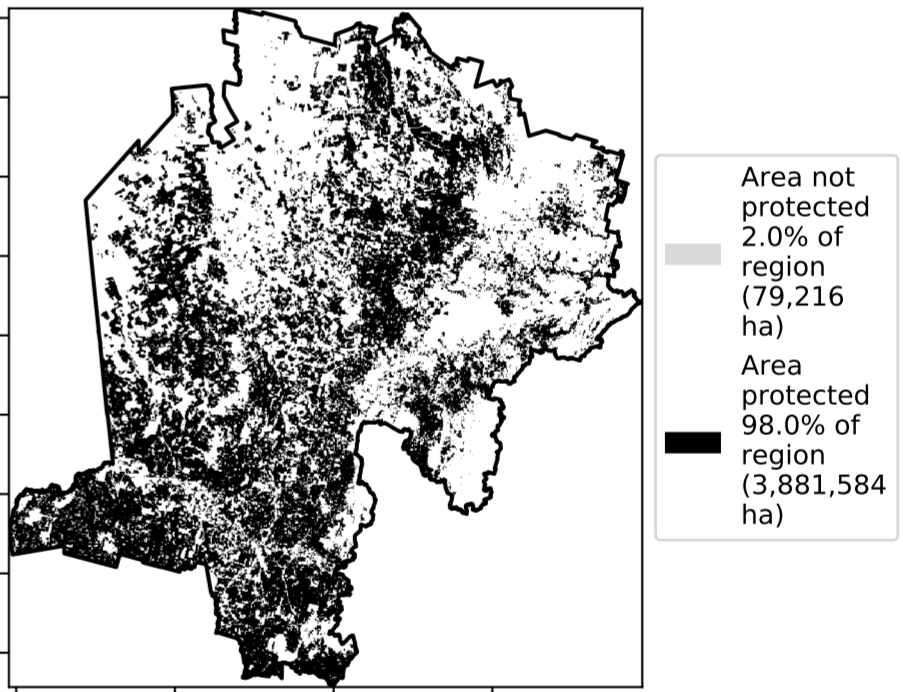 Area not
protected
2.0% of
region
(79,216
ha)
Area
protected
98.0% of
region
(3,881,584
ha)